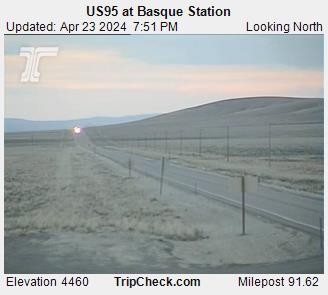 US95 at Basque Station
Updated: Apr 23 2024 7:51 PM Looking North
Elevation 4460 TripCheck.com Milepost 91.62